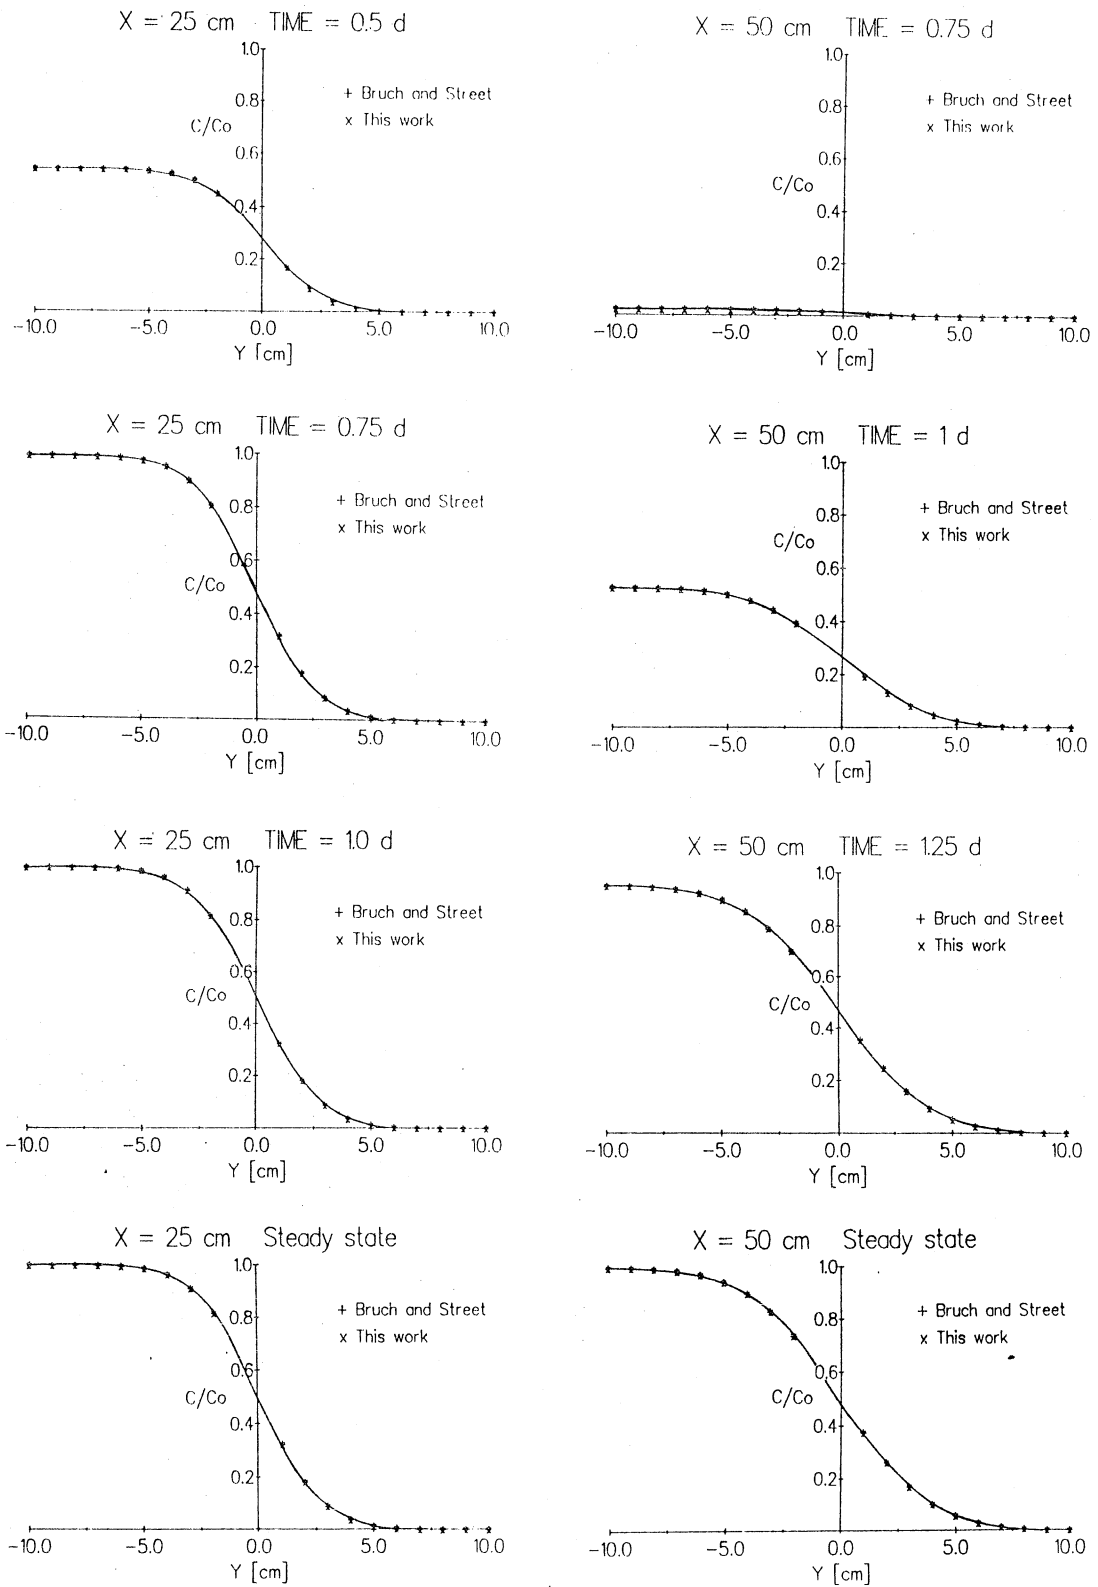 X = 25 cm TIME = 0.5 d
1.0
0.8
+ Bruch and Street
x This work
C/Co
0.6
0.4
0.2
-10.0 -5.0 0.0 5.0 10.0
Y [cm]
X = 50 cm TIME = 0.75 d
1.0
0.8
+ Bruch and Street
x This work
0.6
C/Co
0.4
0.2
-10.0 -5.0 0.0 5.0 10.0
Y [cm]
X = 25 cm TIME = 0.75 d
1.0
0.8
+ Bruch and Street
x This work
0.6
C/Co
0.4
0.2
-10.0 -5.0 0.0 5.0 10.0
Y [cm]
X = 50 cm TIME = 1 d
1.0
0.8
+ Bruch and Street
x This work
C/Co
0.6
0.4
0.2
-10.0 -5.0 0.0 5.0 10.0
Y [cm]
X = 25 cm TIME = 1.0 d
1.0
0.8
+ Bruch and Street
x This work
0.6
C/Co
0.4
0.2
-10.0 -5.0 0.0 5.0 10.0
Y [cm]
X = 50 cm TIME = 1.25 d
1.0
0.8
+ Bruch and Street
x This work
0.6
C/Co
0.4
0.2
-10.0 -5.0 0.0 5.0 10.0
Y [cm]
X = 25 cm Steady state
1.0
0.8
+ Bruch and Street
x This work
0.6
C/Co
0.4
0.2
-10.0 -5.0 0.0 5.0 10.0
Y [cm]
X = 50 cm Steady state
1.0
0.8
+ Bruch and Street
x This work
0.6
C/Co
0.4
0.2
-10.0 -5.0 0.0 5.0 10.0
Y [cm]